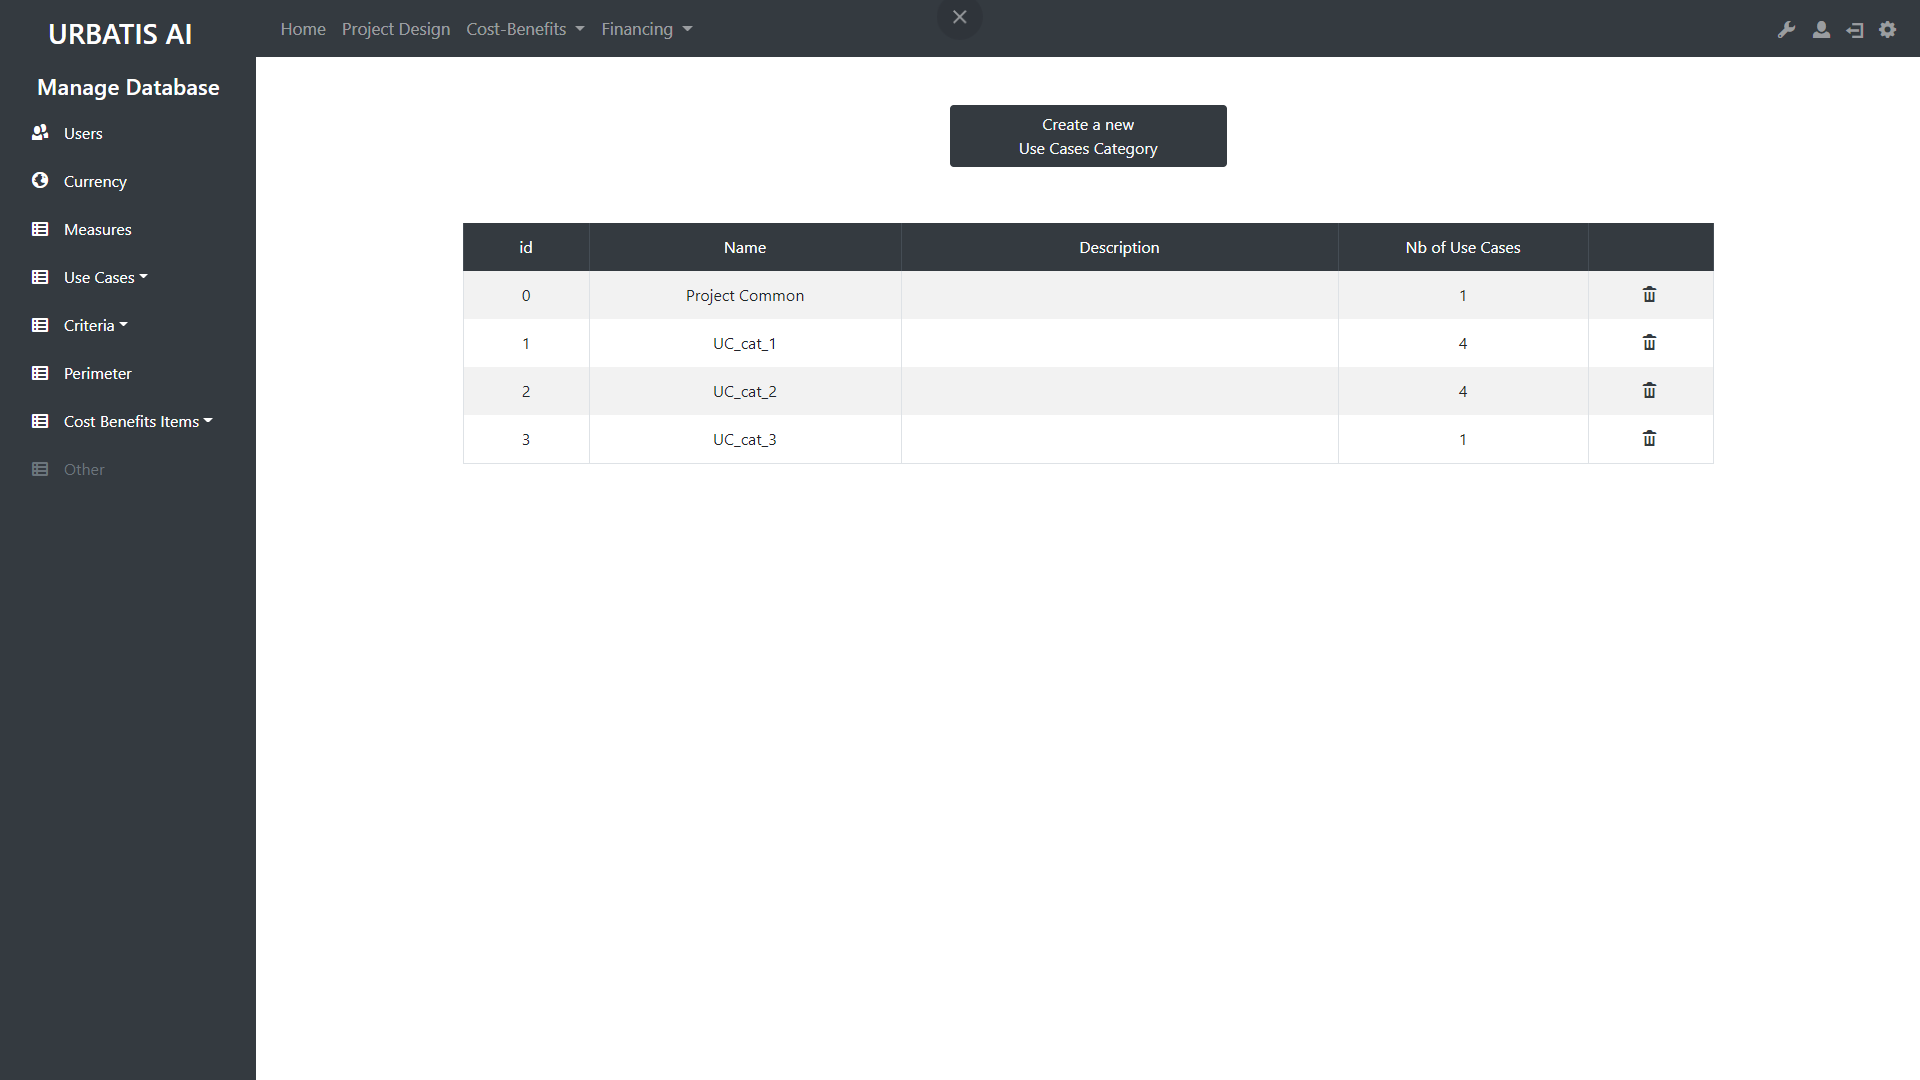 URBATIS AI
Home Project Design Cost-Benefits Financing
Manage Database
Users
Currency
Measures
Use Cases
Criteria
Perimeter
Cost Benefits Items
Other
Create a new
Use Cases Category
id Name Description Nb of Use Cases
0 Project Common 1
1 UC_cat_1 4
2 UC_cat_2 4
3 UC_cat_3 1